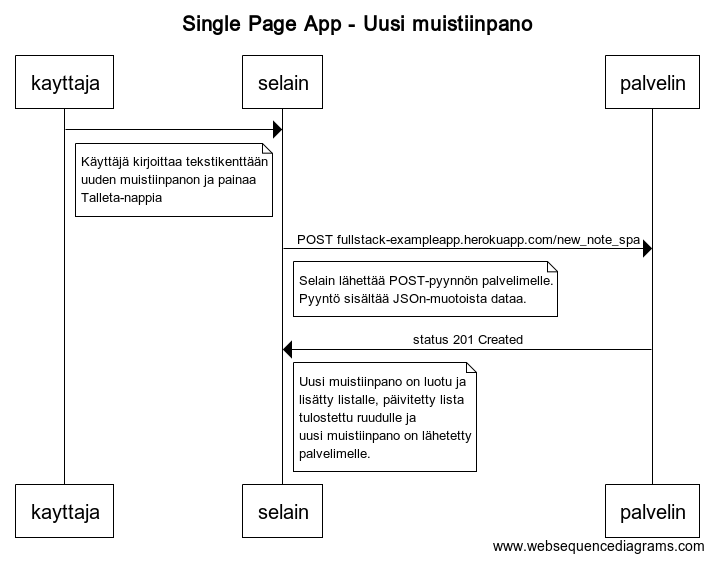 Single Page App - Uusi muistiinpano
kayttaja
selain
palvelin
Käyttäjä kirjoittaa tekstikenttään
uuden muistiinpanon ja painaa
Talleta-nappia
POST fullstack-exampleapp.herokuapp.com/new_note_spa
Selain lähettää POST-pyynnön palvelimelle.
Pyyntö sisältää JSOn-muotoista dataa.
status 201 Created
Uusi muistiinpano on luotu ja
lisätty listalle, päivitetty lista
tulostettu ruudulle ja
uusi muistiinpano on lähetetty
palvelimelle.
kayttaja
selain
palvelin
www.websequencediagrams.com